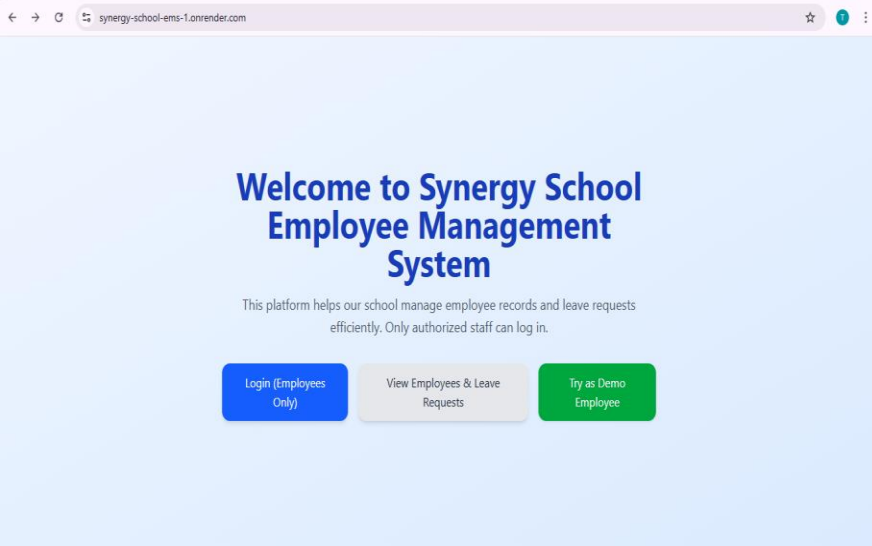 synergy-school-ems-1.onrender.com
T
Welcome to Synergy School
Employee Management
System
This platform helps our school manage employee records and leave requests
efficiently. Only authorized staff can log in.
Login (Employees
Only)
View Employees & Leave
Requests
Try as Demo
Employee